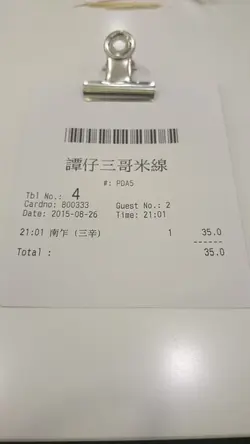 譚仔三哥米線
#: PDA5
Tbl No.: 4
Cardno: 800333 Guest No.: 2
Date: 2015-08-26 Time: 21:01
21:01 南乍 (三辛) 1 35.0
------
Total : 35.0